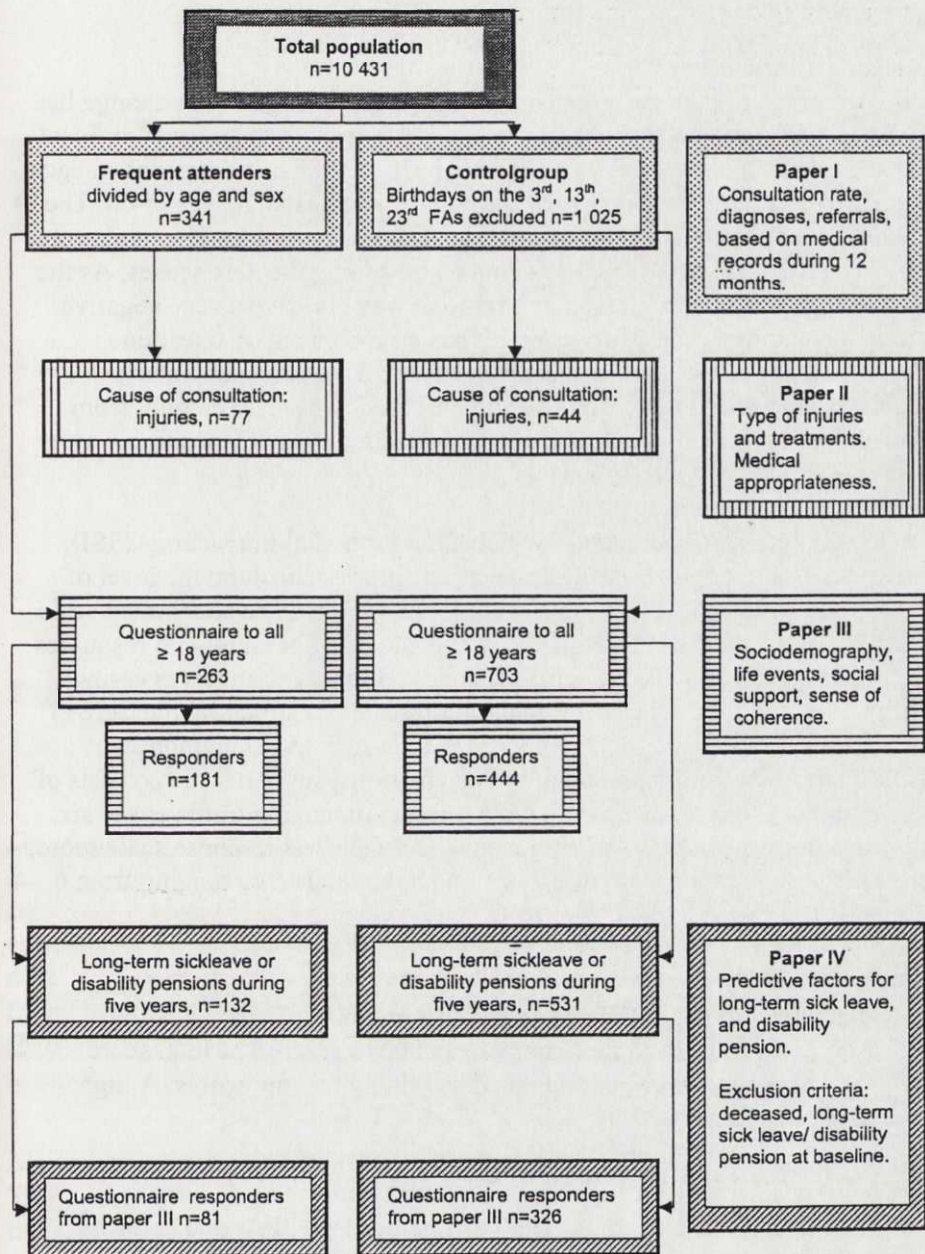 Total population
n=10 431
Frequent attenders
divided by age and sex
n=341
Controlgroup
Birthdays on the 3rd, 13th,
23rd FAs excluded n=1 025
Paper I
Consultation rate,
diagnoses, referrals,
based on medical
records during 12
months.
Cause of consultation:
injuries, n=77
Cause of consultation:
injuries, n=44
Paper II
Type of injuries
and treatments.
Medical
appropriateness.
Questionnaire to all
≥ 18 years
n=263
Questionnaire to all
≥ 18 years
n=703
Paper III
Sociodemography,
life events, social
support, sense of
coherence.
Responders
n=181
Responders
n=444
Long-term sickleave or
disability pensions during
five years, n=132
Long-term sickleave or
disability pensions during
five years, n=531
Paper IV
Predictive factors for
long-term sick leave,
and disability
pension.
Exclusion criteria:
deceased, long-term
sick leave/ disability
pension at baseline.
Questionnaire responders
from paper III n=81
Questionnaire responders
from paper III n=326